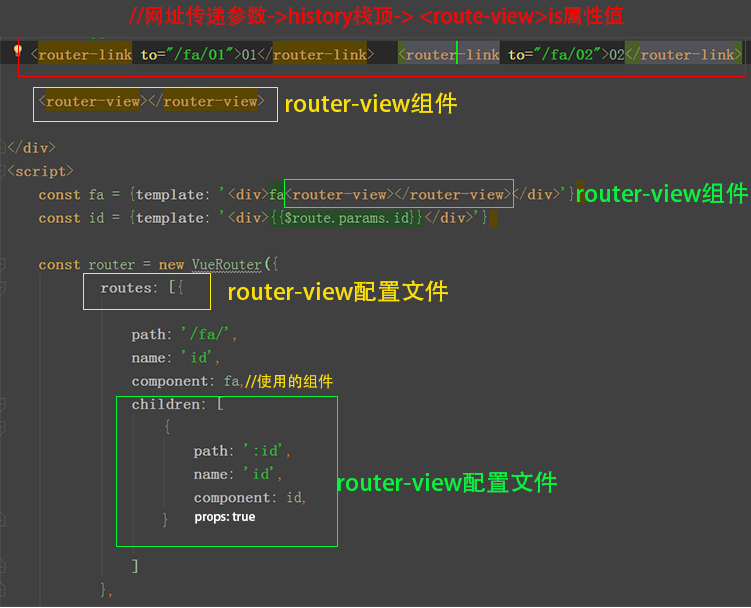 //网址传递参数->history栈顶-> <route-view>is属性值
<router-link to="/fa/01">01</router-link> <router-link to="/fa/02">02</router-link>
<router-view></router-view> router-view组件
</div>
<script>
const fa = {template: '<div>fa<router-view></router-view></div>'} router-view组件
const id = {template: '<div>{{$route.params.id}}</div>'}
const router = new VueRouter({
routes: [{ router-view配置文件
path: '/fa/',
name: 'id',
component: fa,//使用的组件
children: [
{
path: ':id',
name: 'id', router-view配置文件
component: id,
} props: true
]
},